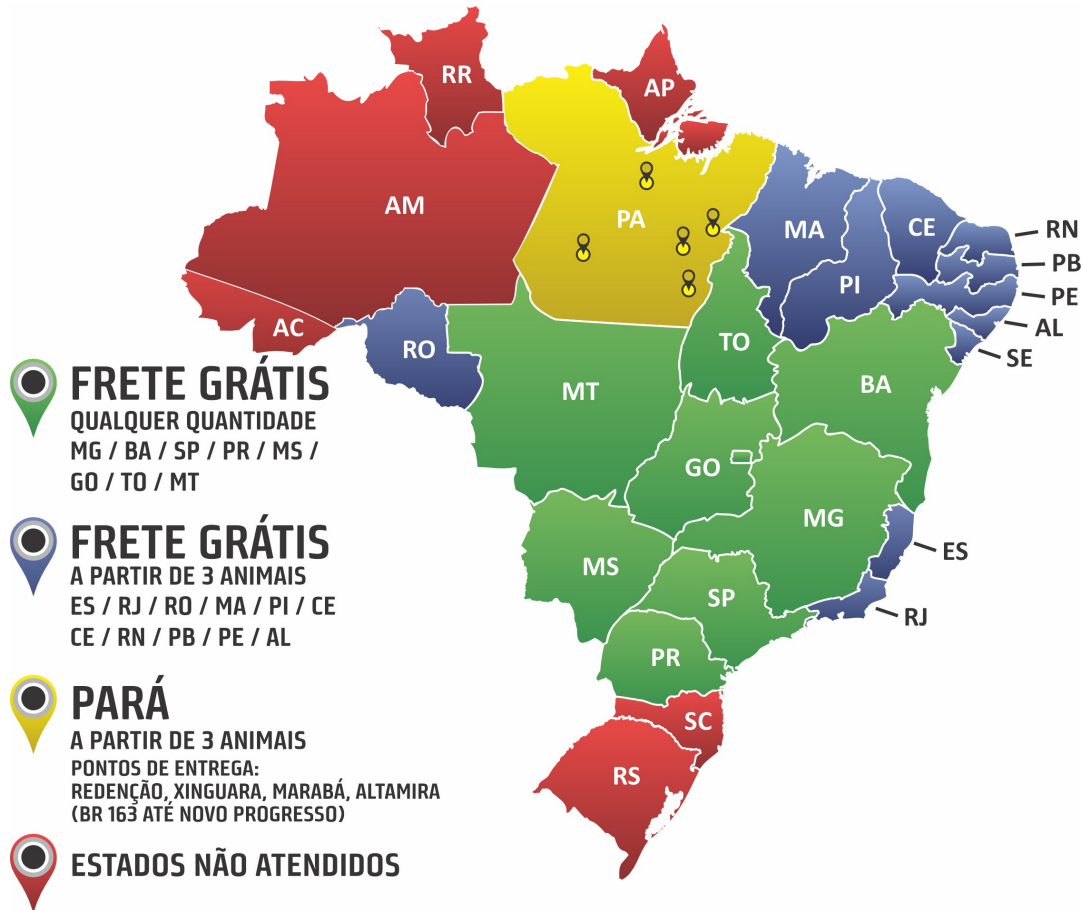 RR
AP
AM
PA
MA
CE
RN
PB
PI
PE
AL
AC
RO
TO
SE
MT
BA
GO
MG
ES
MS
SP
RJ
PR
SC
RS
FRETE GRÁTIS
QUALQUER QUANTIDADE
MG / BA / SP / PR / MS /
GO / TO / MT
FRETE GRÁTIS
A PARTIR DE 3 ANIMAIS
ES / RJ / RO / MA / PI / CE
CE / RN / PB / PE / AL
PARÁ
A PARTIR DE 3 ANIMAIS
PONTOS DE ENTREGA:
REDENÇÃO, XINGUARA, MARABÁ, ALTAMIRA
(BR 163 ATÉ NOVO PROGRESSO)
ESTADOS NÃO ATENDIDOS